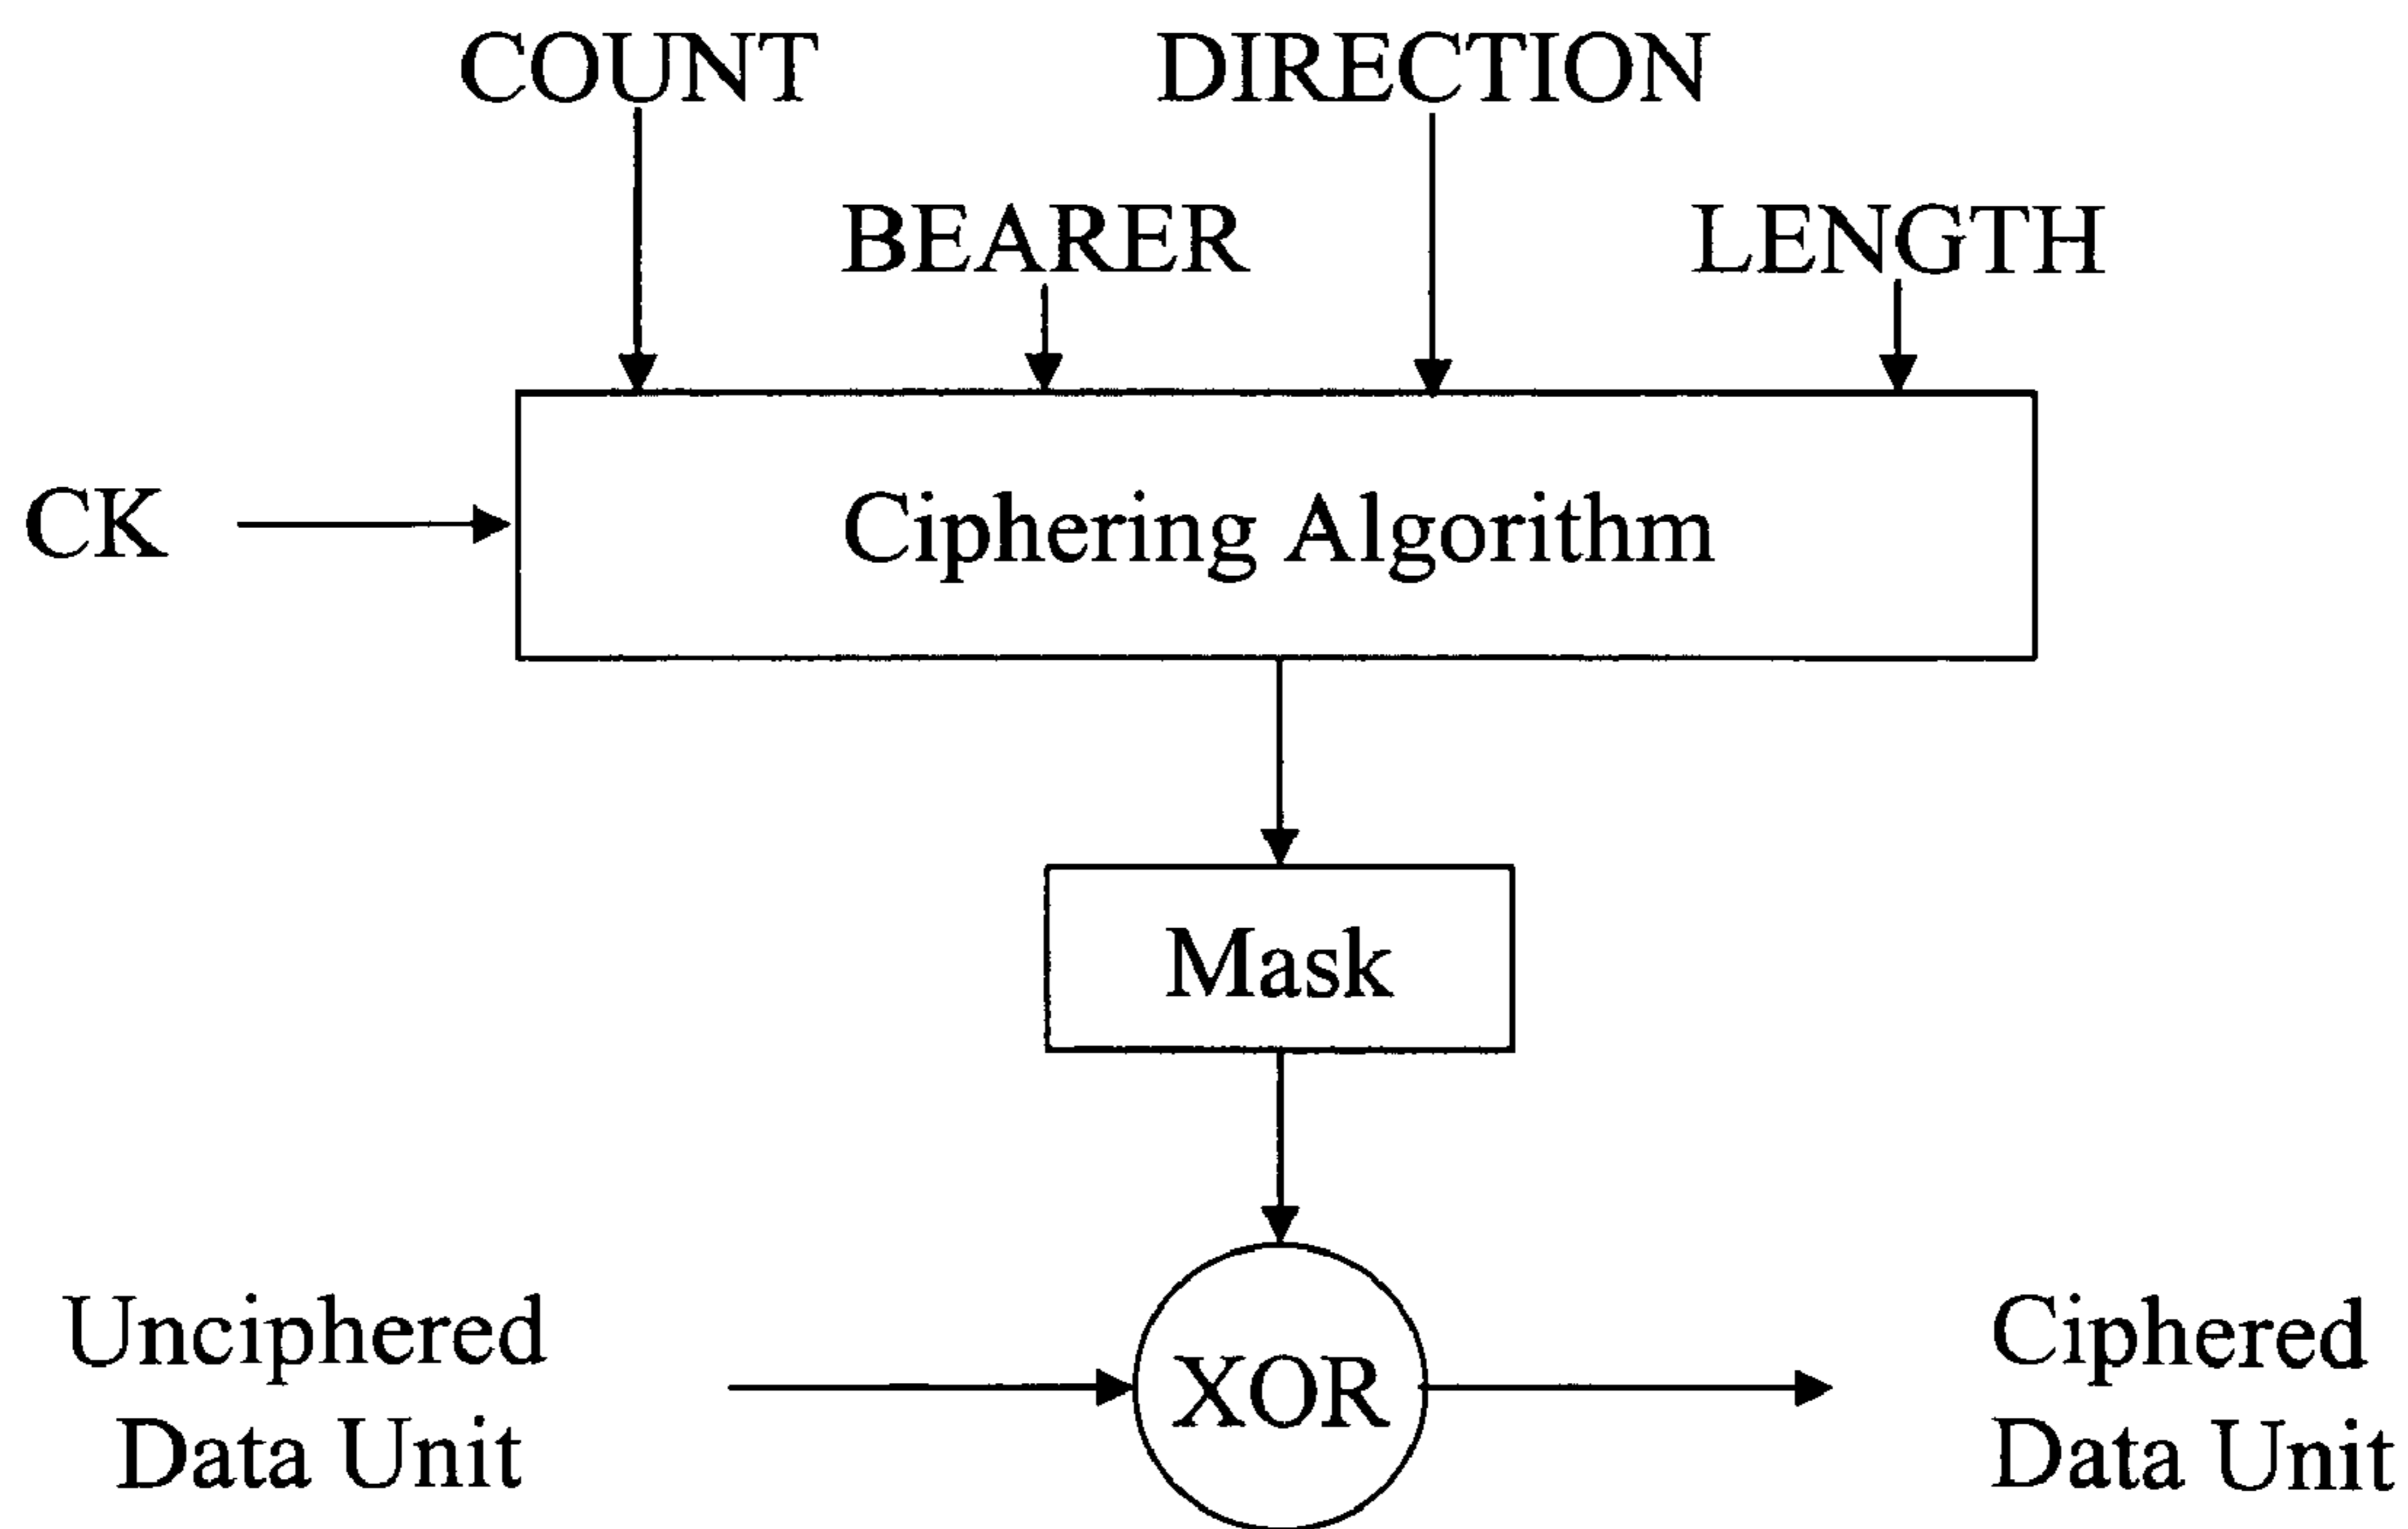 COUNT
DIRECTION
BEARER
LENGTH
CK
Ciphering Algorithm
Mask
Unciphered
Data Unit
XOR
Ciphered
Data Unit